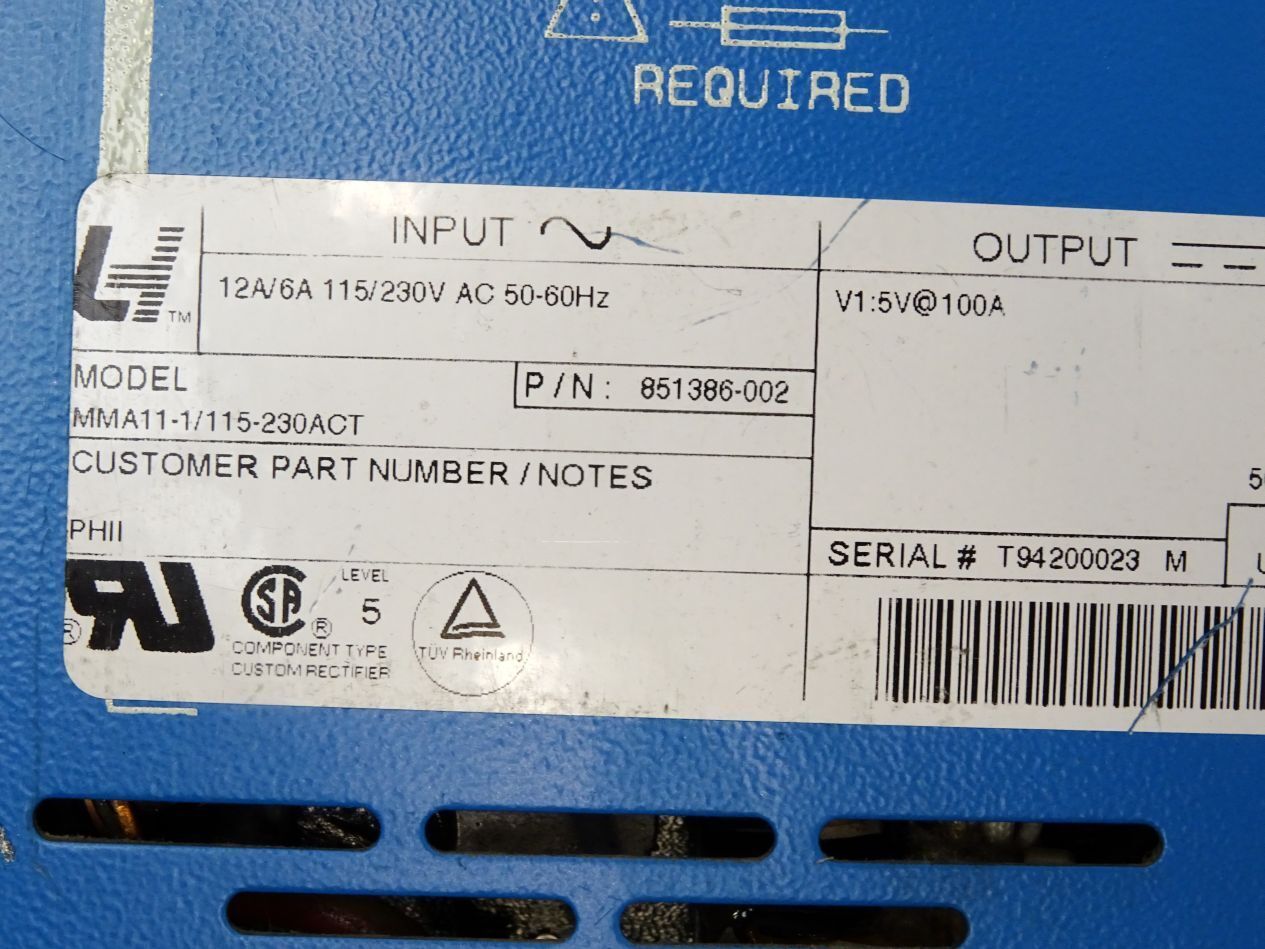 REQUIRED
INPUT
OUTPUT
TM
12A/6A 115/230V AC 50-60Hz
V1:5V@100A
MODEL
P/N: 851386-002
MMA11-1/115-230ACT
CUSTOMER PART NUMBER / NOTES
PHII
SERIAL # T94200023 M
LEVEL
5
COMPONENT TYPE
CUSTOM RECTIFIER
TÜV Rheinland